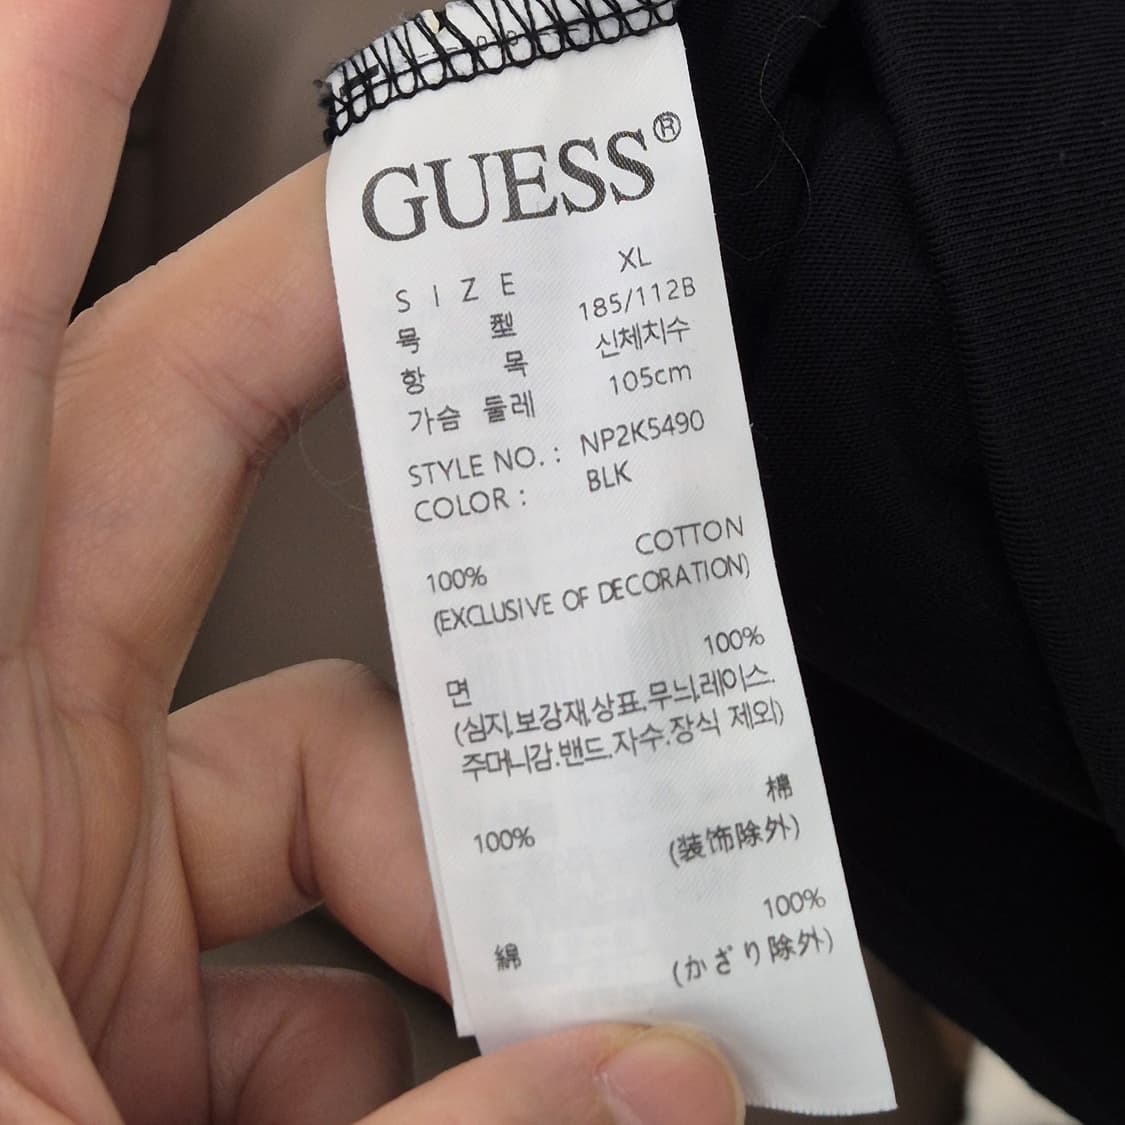 GUESS®
SIZE XL
号 型 185/112B
항 목 신체치수
가슴 둘레 105cm
STYLE NO. : NP2K5490
COLOR : BLK
100% COTTON
(EXCLUSIVE OF DECORATION)
면 100%
(심지.보강재.상표.무늬.레이스.
주머니감.밴드.자수.장식 제외)
100% 棉
(装饰除外)
綿 100%
(かざり除外)